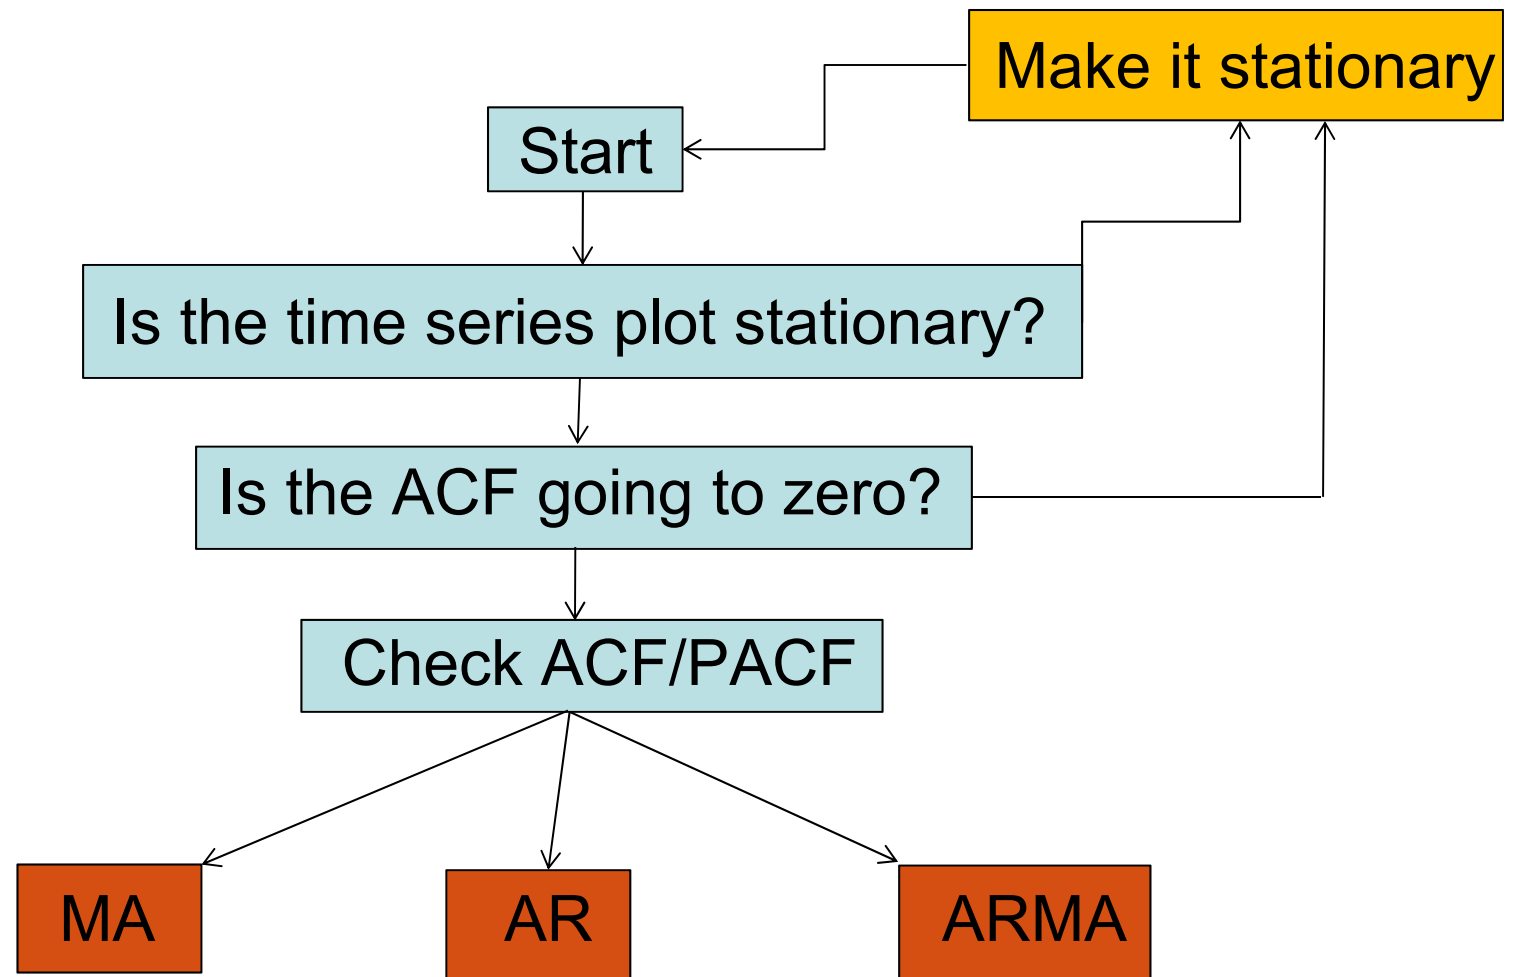 Make it stationary
Start
Is the time series plot stationary?
Is the ACF going to zero?
Check ACF/PACF
MA
AR
ARMA